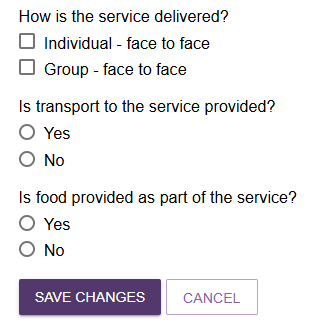 How is the service delivered?
Individual - face to face
Group - face to face
Is transport to the service provided?
Yes
No
Is food provided as part of the service?
Yes
No
SAVE CHANGES CANCEL